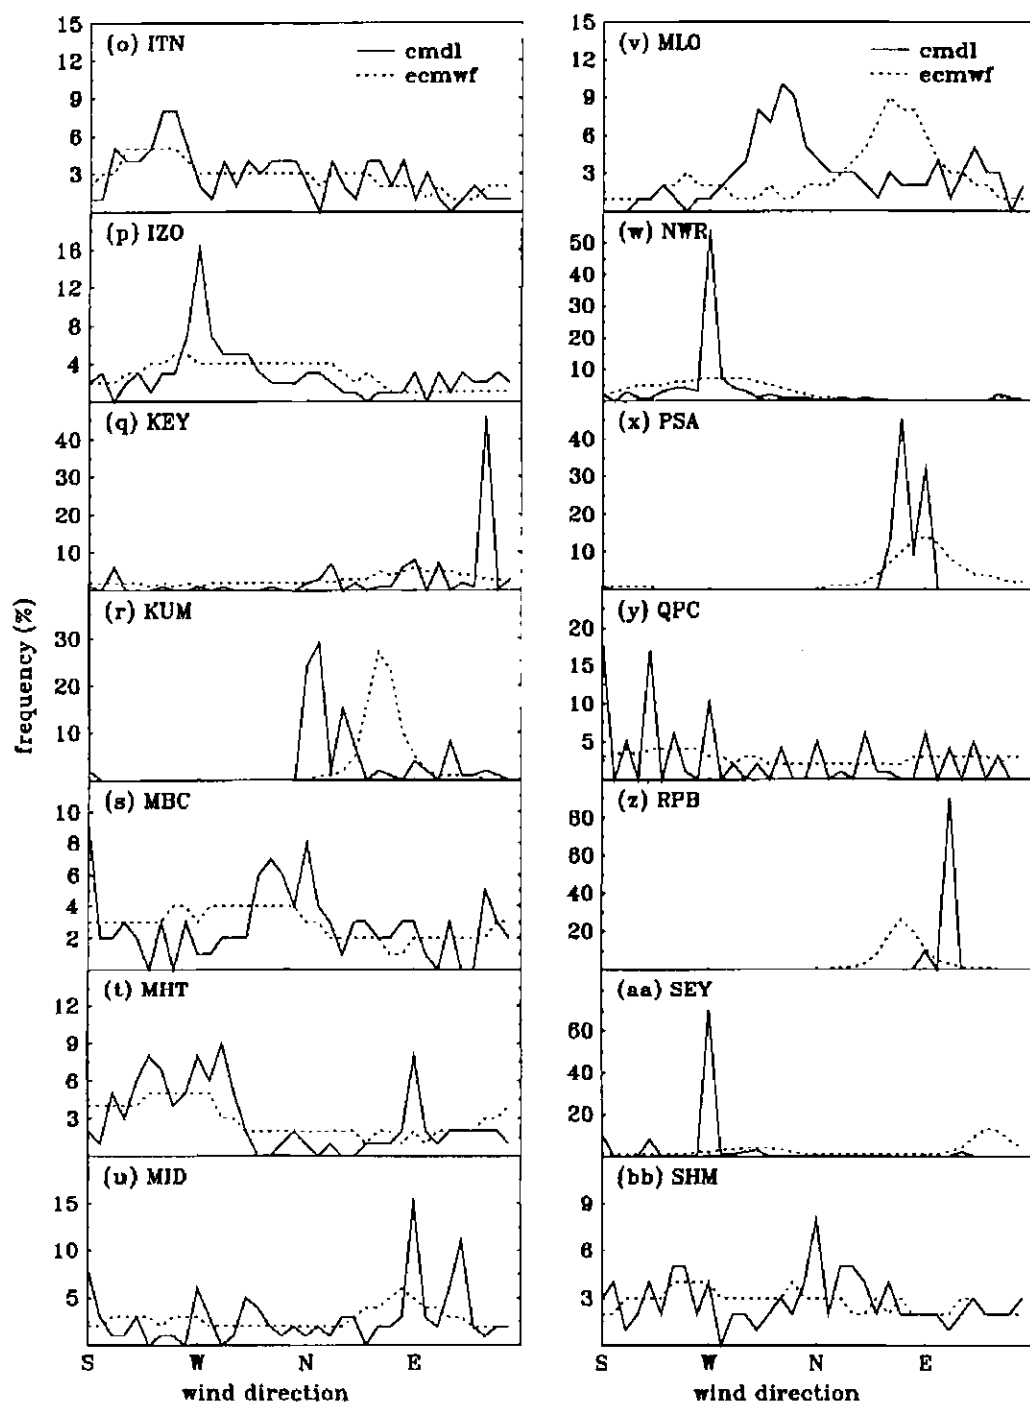 (o) ITN
cmdl
ecmwf
15
12
9
6
3
(p) IZO
16
12
8
4
(q) KEY
40
30
20
10
(r) KUM
30
20
10
(s) MBC
10
8
6
4
2
(t) MHT
12
9
6
3
(u) MID
15
10
5
S W N E
wind direction
frequency (%)
(v) MLO
cmdl
ecmwf
15
12
9
6
3
(w) NWR
50
40
30
20
10
(x) PSA
40
30
20
10
(y) QPC
20
15
10
5
(z) RPB
80
60
40
20
(aa) SEY
60
40
20
(bb) SHM
9
6
3
S W N E
wind direction